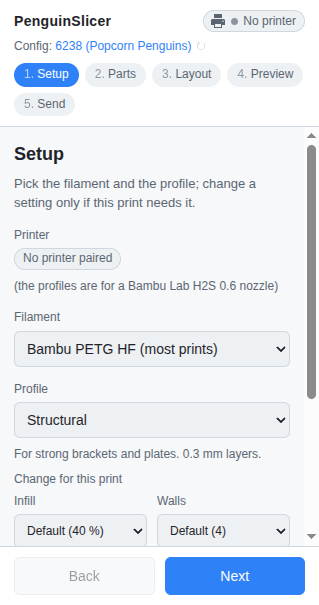 PenguinSlicer
No printer
Config: 6238 (Popcorn Penguins)
1. Setup
2. Parts
3. Layout
4. Preview
5. Send
Setup
Pick the filament and the profile; change a
setting only if this print needs it.
Printer
No printer paired
(the profiles are for a Bambu Lab H2S 0.6 nozzle)
Filament
Bambu PETG HF (most prints)
Profile
Structural
For strong brackets and plates. 0.3 mm layers.
Change for this print
Infill
Walls
Default (40 %)
Default (4)
Back
Next